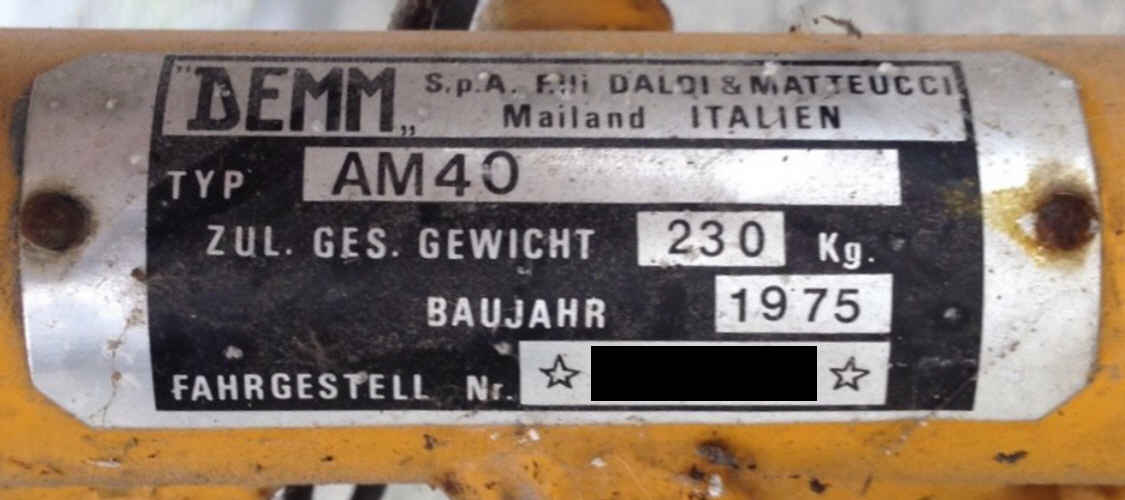 "DEMM„ S.p.A. F.lli DALDI & MATTEUCCI
Mailand ITALIEN
TYP AM40
ZUL. GES. GEWICHT 230 Kg.
BAUJAHR 1975
FAHRGESTELL Nr. ☆ ☆